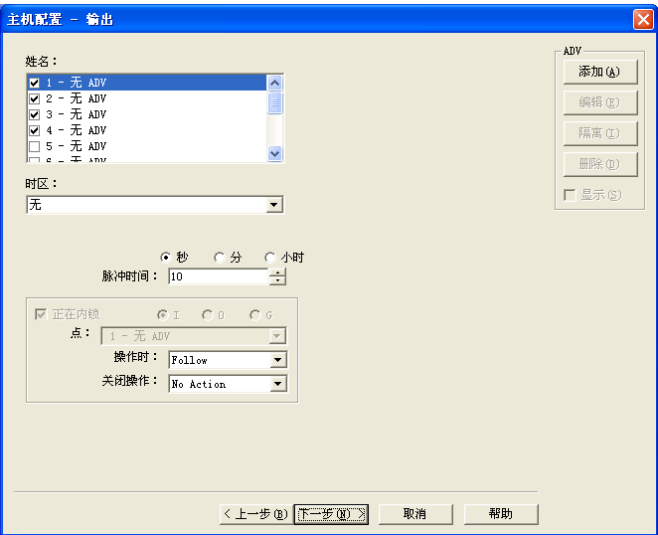 主机配置 - 输出
姓名：
1 - 无 ADV
2 - 无 ADV
3 - 无 ADV
4 - 无 ADV
5 - 无 ADV
6 - 无 ADV
时区：
无
秒 分 小时
脉冲时间： 10
正在内锁 I O G
点： 1 - 无 ADV
操作时： Follow
关闭操作： No Action
ADV
添加(A)
编辑(E)
隔离(I)
删除(D)
显示(S)
< 上一步(B) 下一步(N) > 取消 帮助